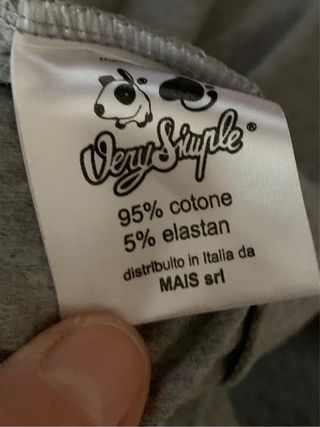 Very Simple®
95% cotone
5% elastan
distribuito in Italia da
MAIS srl